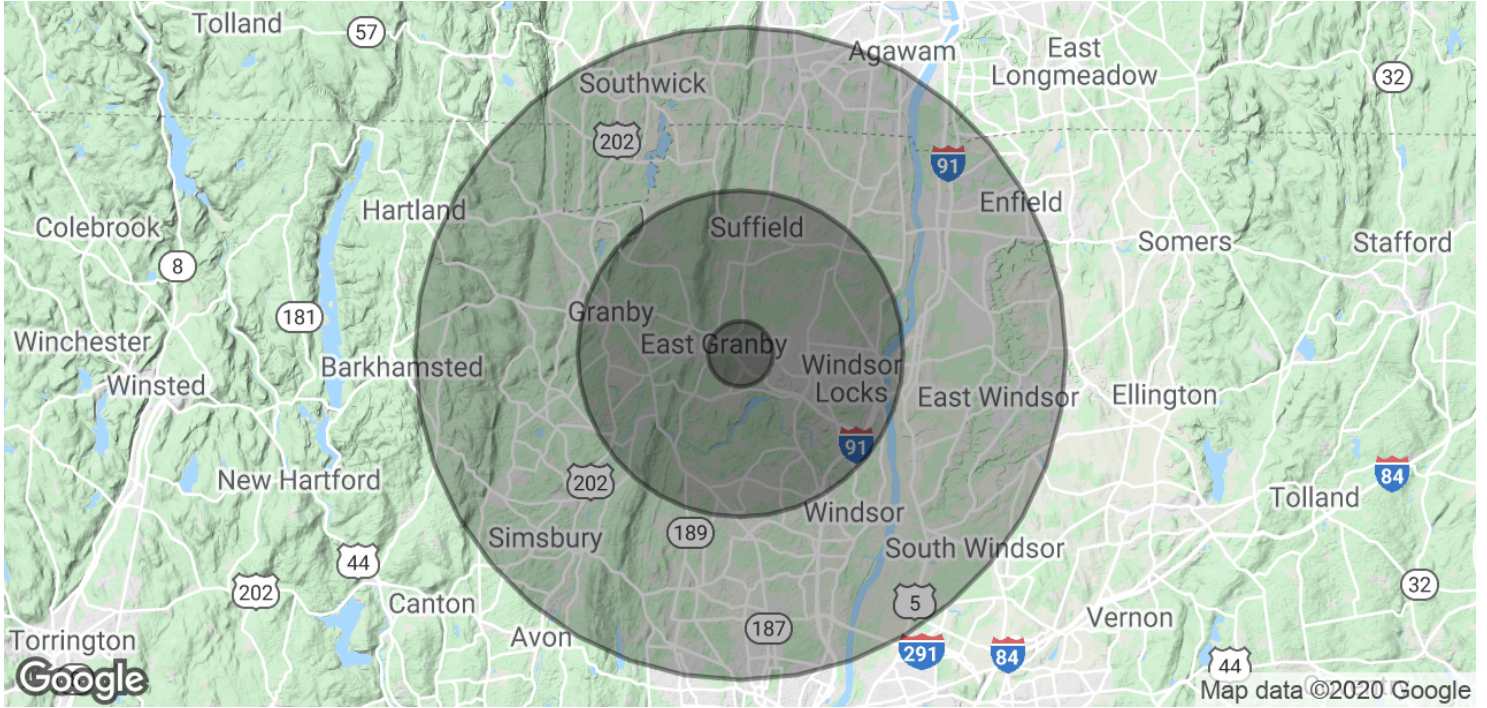 Tolland
57
Agawam
East
Longmeadow
32
Southwick
202
91
Enfield
Hartland
Suffield
Colebrook
Somers
Stafford
8
181
Granby
Winchester
East Granby
Barkhamsted
Windsor
Locks
Winsted
East Windsor
Ellington
91
New Hartford
202
84
Tolland
Windsor
189
Simsbury
South Windsor
44
202
5
32
Canton
Vernon
187
Avon
Torrington
291
84
44
Google
Map data ©2020 Google